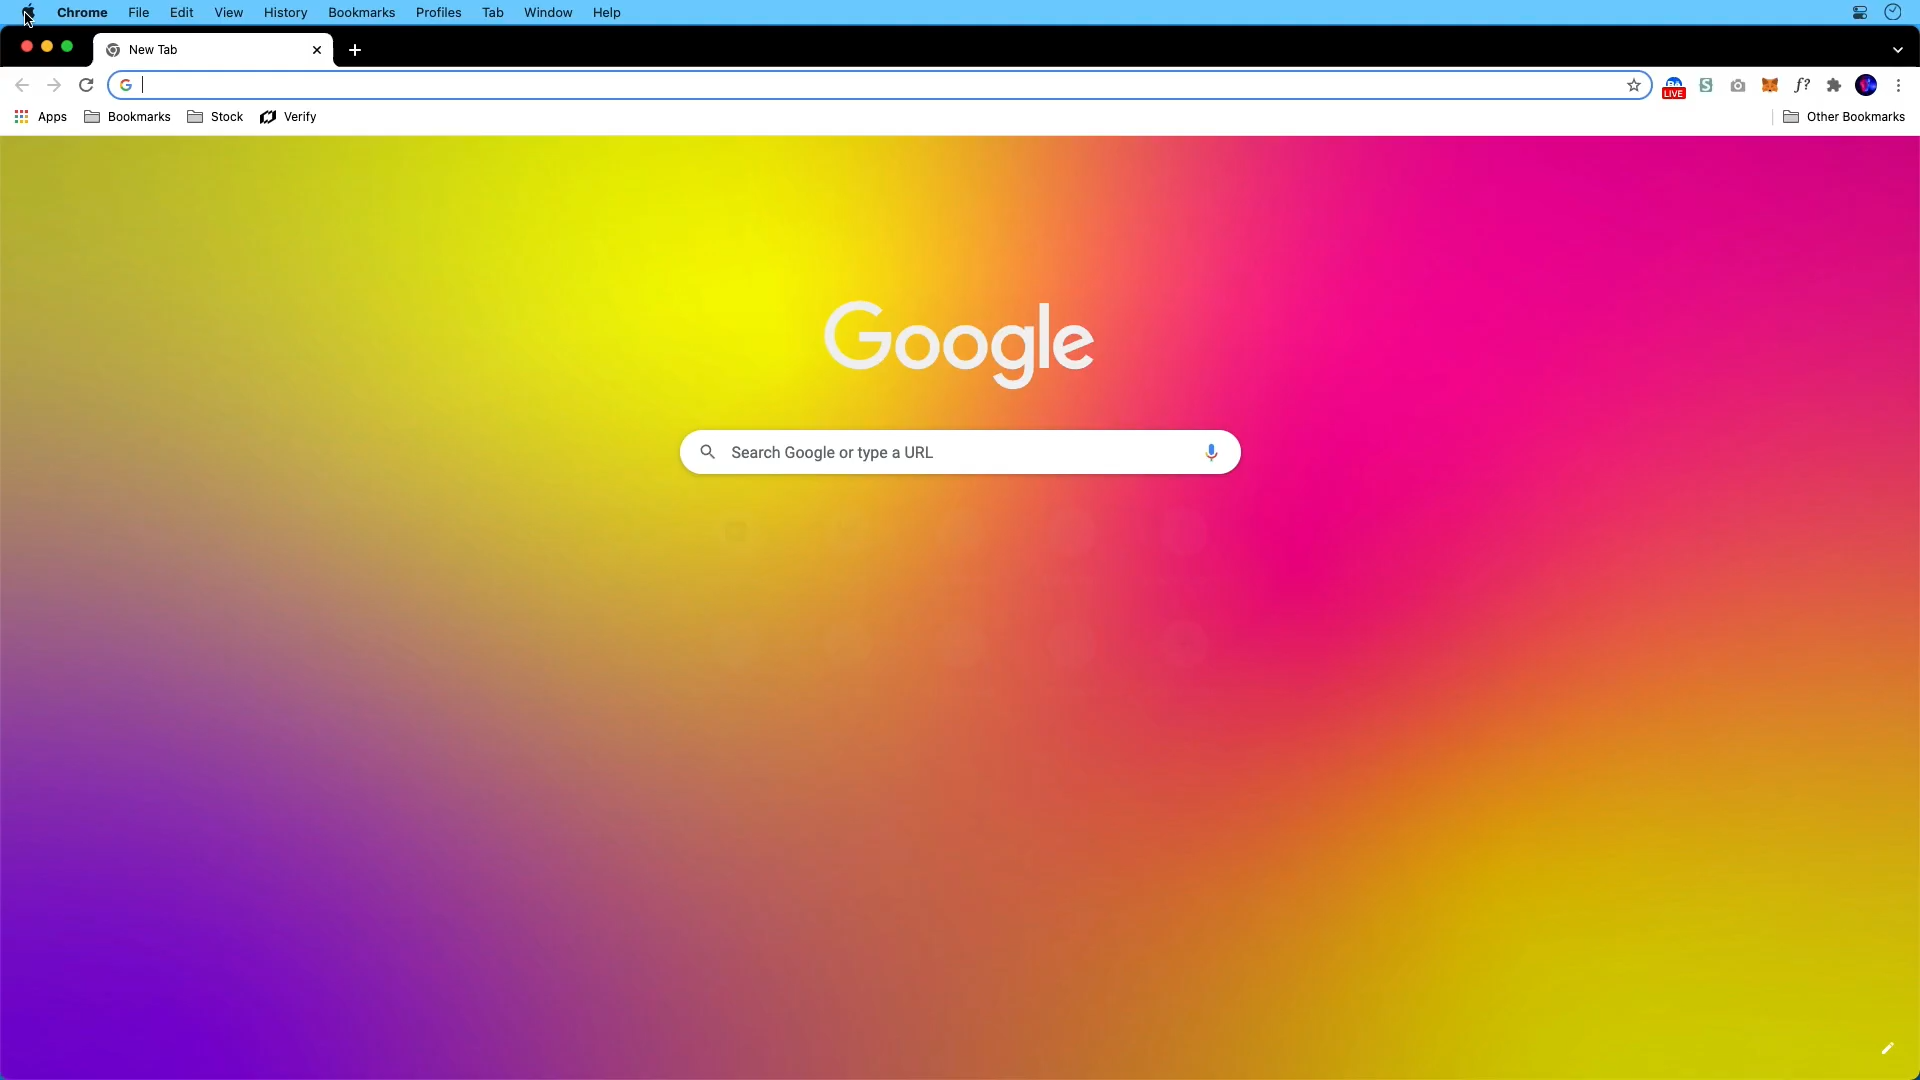 Chrome File Edit View History Bookmarks Profiles Tab Window Help
New Tab
LIVE
S
f?
Apps Bookmarks Stock Verify Other Bookmarks
Google
Search Google or type a URL